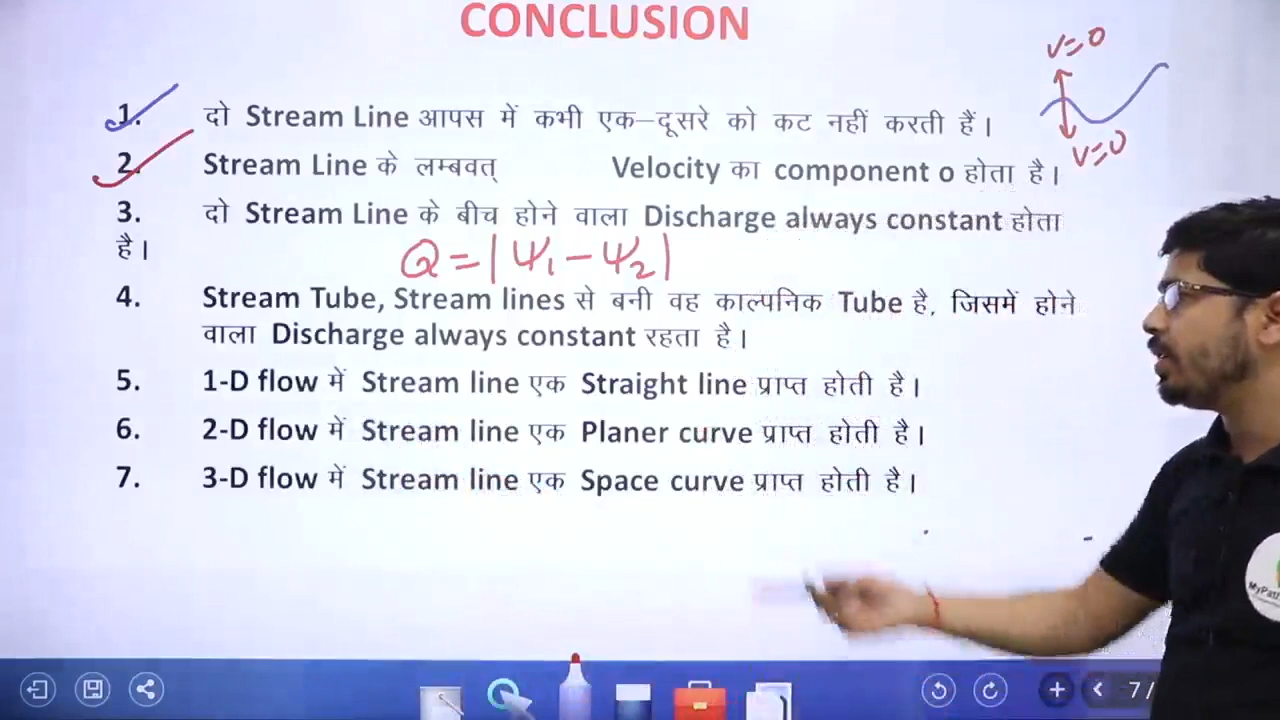 CONCLUSION
V=0
1. दो Stream Line आपस में कभी एक–दूसरे को कट नहीं करती हैं।
V=0
2. Stream Line के लम्बवत् Velocity का component o होता है।
3. दो Stream Line के बीच होने वाला Discharge always constant होता
है।
Q = |Ψ1 – Ψ2|
4. Stream Tube, Stream lines से बनी वह काल्पनिक Tube है, जिसमें होने
वाला Discharge always constant रहता है।
5. 1-D flow में Stream line एक Straight line प्राप्त होती है।
6. 2-D flow में Stream line एक Planer curve प्राप्त होती है।
7. 3-D flow में Stream line एक Space curve प्राप्त होती है।
7 /